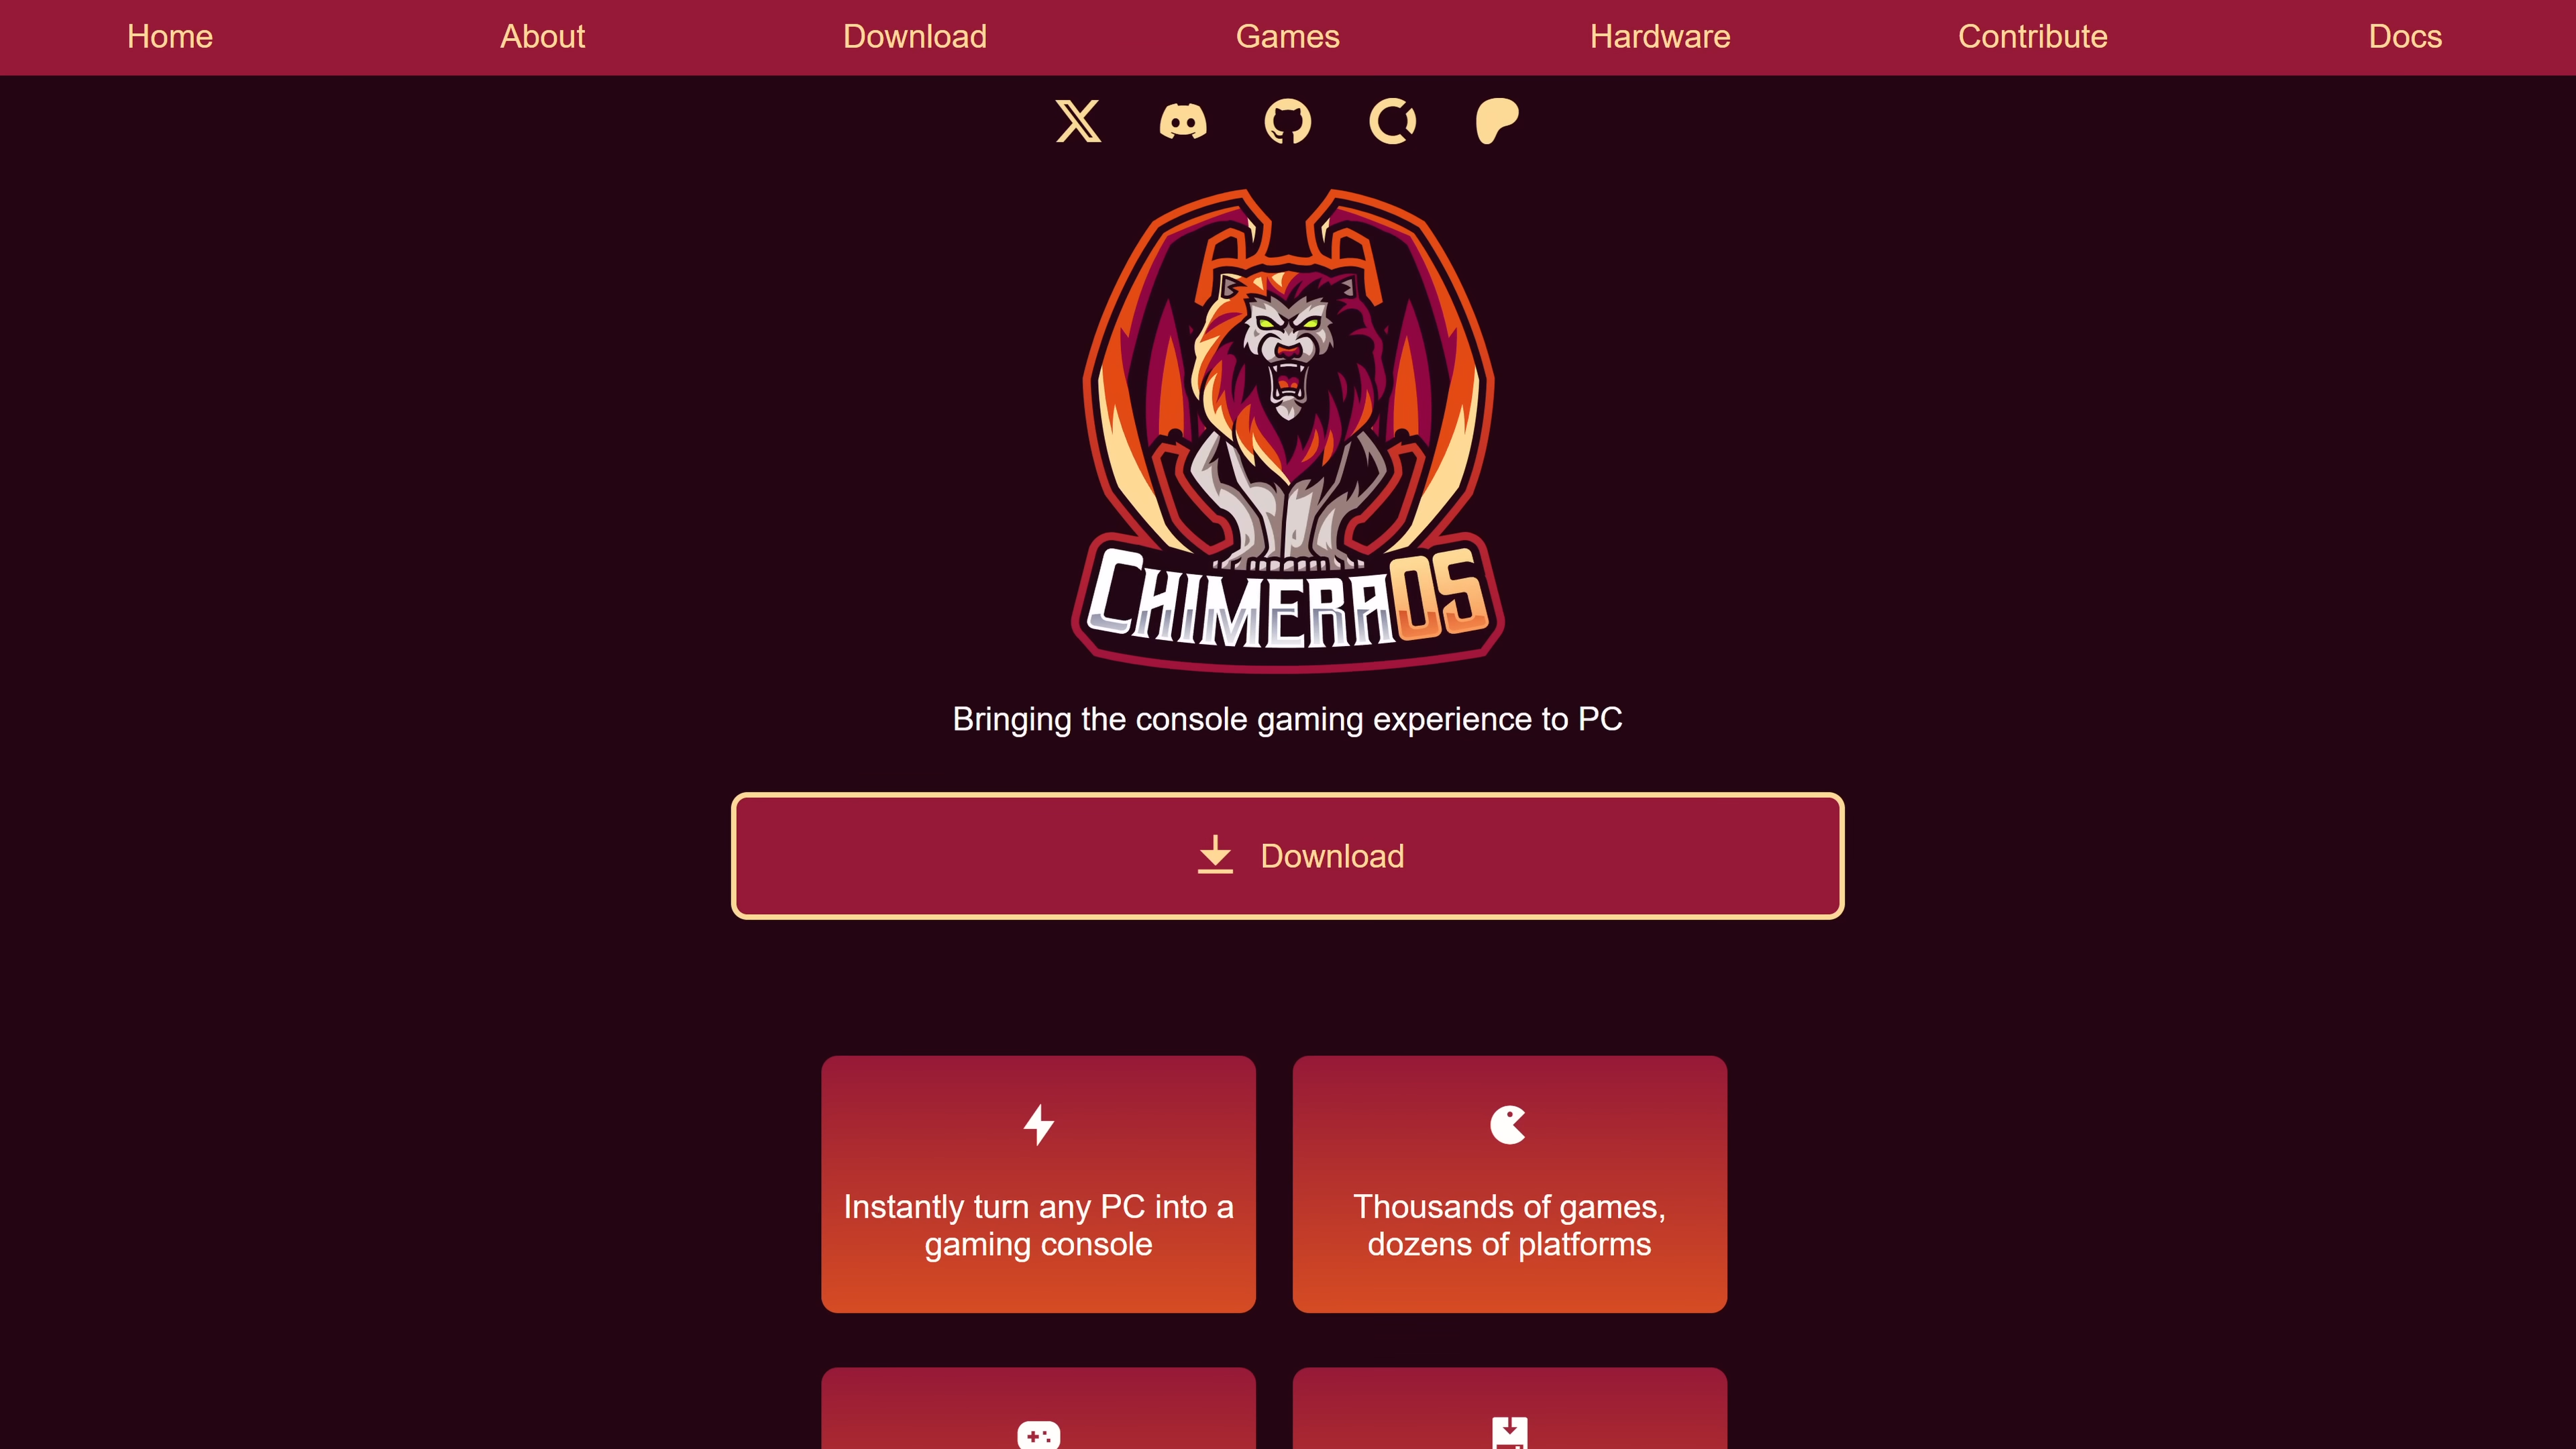 Home
About
Download
Games
Hardware
Contribute
Docs
CHIMERAOS
Bringing the console gaming experience to PC
Download
Instantly turn any PC into a
gaming console
Thousands of games,
dozens of platforms